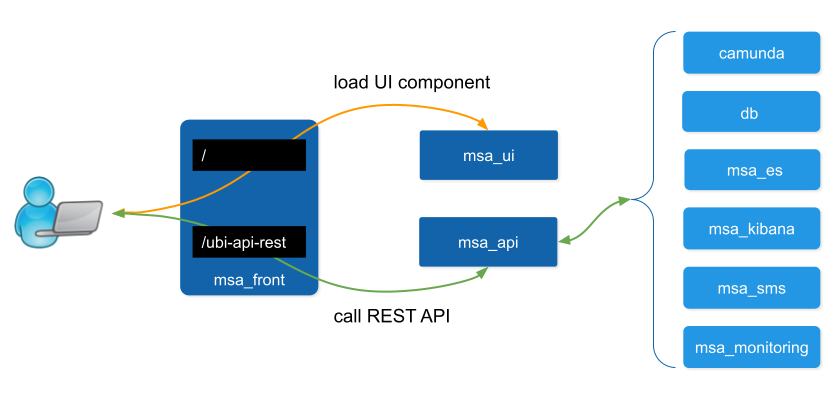 load UI component
/
/ubi-api-rest
msa_front
msa_ui
msa_api
call REST API
camunda
db
msa_es
msa_kibana
msa_sms
msa_monitoring